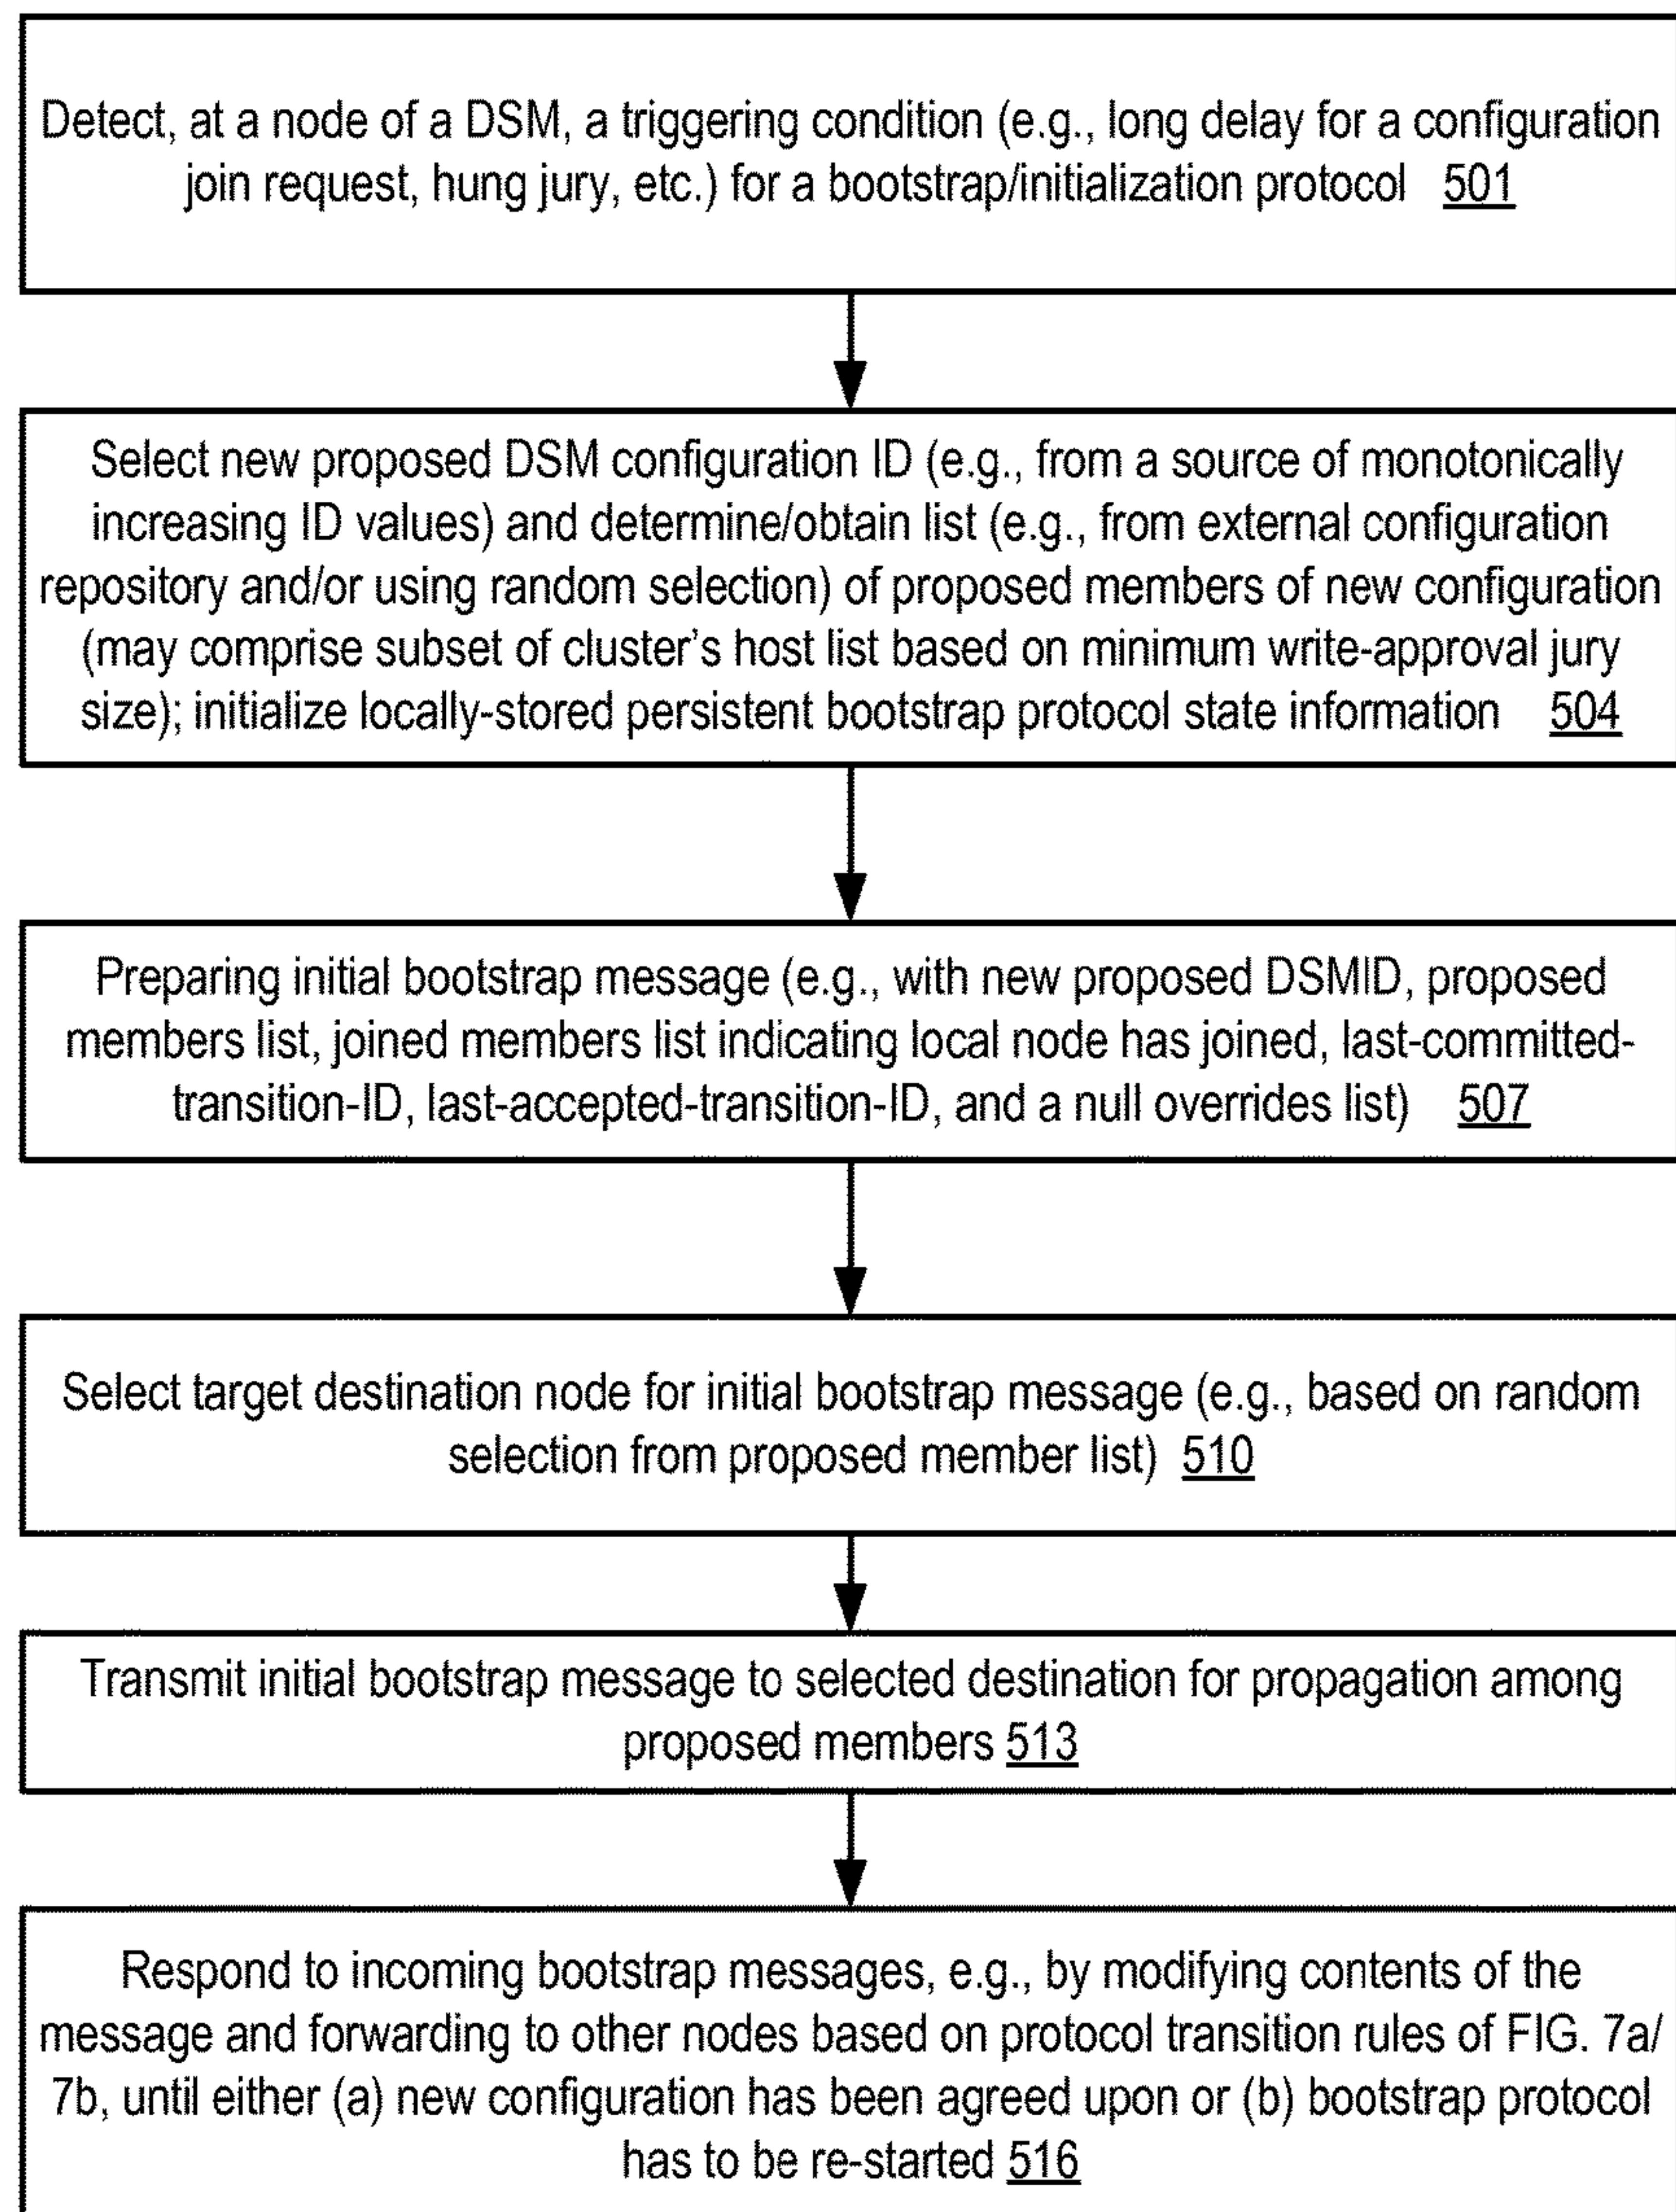 Detect, at a node of a DSM, a triggering condition (e.g., long delay for a configuration
join request, hung jury, etc.) for a bootstrap/initialization protocol 501
Select new proposed DSM configuration ID (e.g., from a source of monotonically
increasing ID values) and determine/obtain list (e.g., from external configuration
repository and/or using random selection) of proposed members of new configuration
(may comprise subset of cluster's host list based on minimum write-approval jury
size); initialize locally-stored persistent bootstrap protocol state information 504
Preparing initial bootstrap message (e.g., with new proposed DSMID, proposed
members list, joined members list indicating local node has joined, last-committed-
transition-ID, last-accepted-transition-ID, and a null overrides list) 507
Select target destination node for initial bootstrap message (e.g., based on random
selection from proposed member list) 510
Transmit initial bootstrap message to selected destination for propagation among
proposed members 513
Respond to incoming bootstrap messages, e.g., by modifying contents of the
message and forwarding to other nodes based on protocol transition rules of FIG. 7a/
7b, until either (a) new configuration has been agreed upon or (b) bootstrap protocol
has to be re-started 516